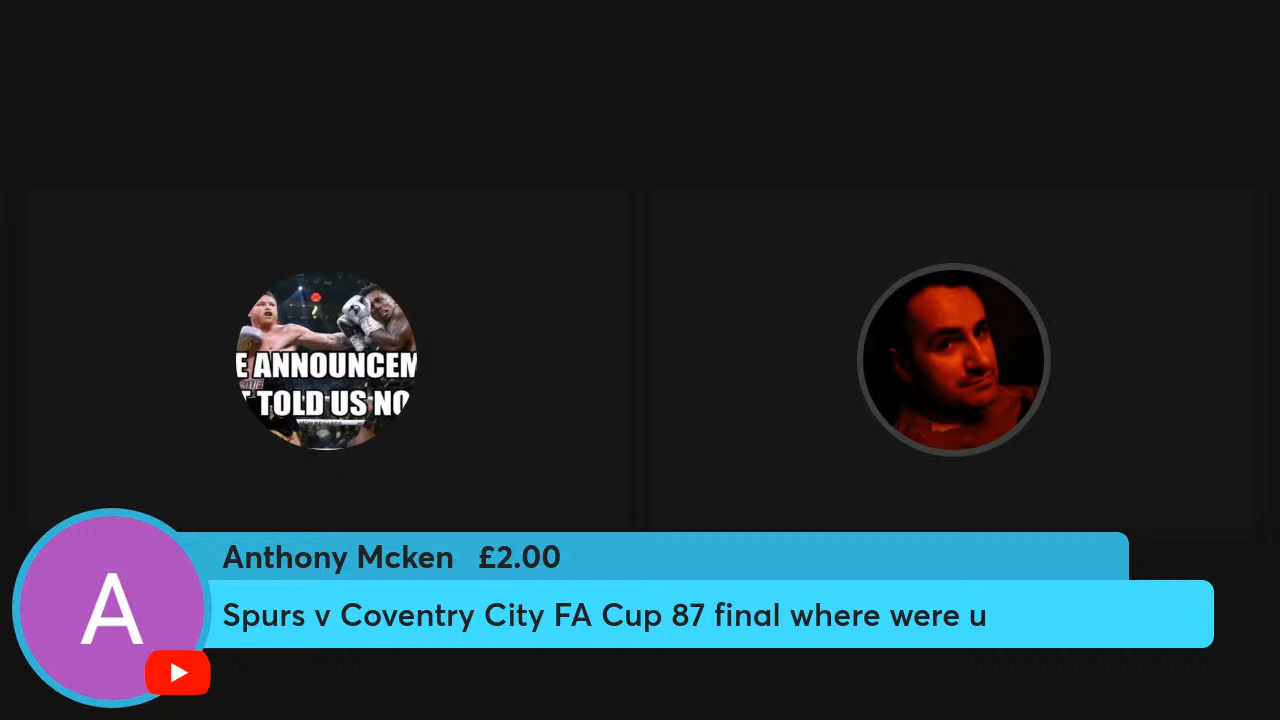 E ANNOUNCEM
T TOLD US NO
Anthony Mcken £2.00
Spurs v Coventry City FA Cup 87 final where were u
A